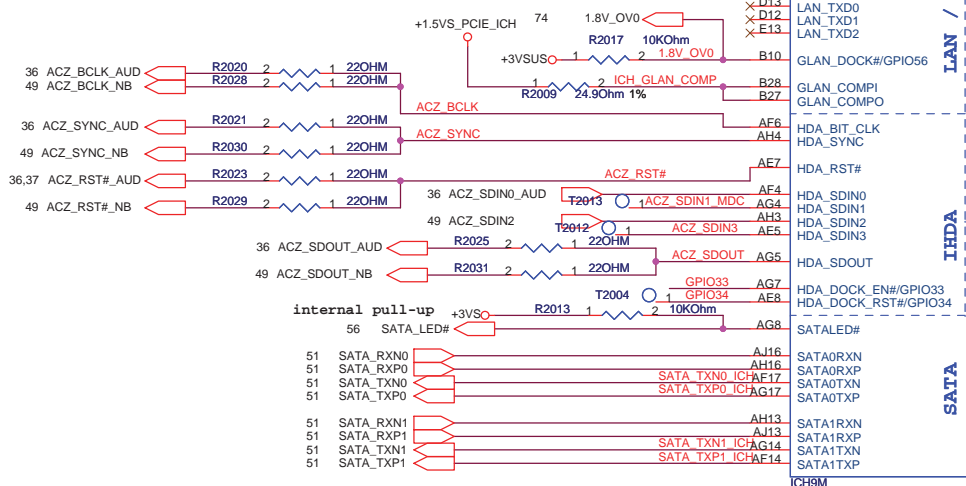 D13 LAN_TXD0
D12 LAN_TXD1
E13 LAN_TXD2
LAN /
+1.5VS_PCIE_ICH 74 1.8V_OV0
R2017 10KOhm
+3VSUS 1 2 1.8V_OV0 B10 GLAN_DOCK#/GPIO56
36 ACZ_BCLK_AUD R2020 2 1 22OHM
49 ACZ_BCLK_NB R2028 2 1 22OHM
1 2 ICH_GLAN_COMP B28 GLAN_COMPI
R2009 24.9Ohm 1% B27 GLAN_COMPO
ACZ_BCLK
36 ACZ_SYNC_AUD R2021 2 1 22OHM
AF6 HDA_BIT_CLK
ACZ_SYNC AH4 HDA_SYNC
49 ACZ_SYNC_NB R2030 2 1 22OHM
AE7 HDA_RST#
36,37 ACZ_RST#_AUD R2023 2 1 22OHM ACZ_RST#
36 ACZ_SDIN0_AUD AF4 HDA_SDIN0
49 ACZ_RST#_NB R2029 2 1 22OHM
T2013 1 ACZ_SDIN1_MDC AG4 HDA_SDIN1
49 ACZ_SDIN2 AH3 HDA_SDIN2
T2012 1 ACZ_SDIN3 AE5 HDA_SDIN3
IHDA
36 ACZ_SDOUT_AUD R2025 2 1 22OHM
ACZ_SDOUT AG5 HDA_SDOUT
49 ACZ_SDOUT_NB R2031 2 1 22OHM
GPIO33 AG7 HDA_DOCK_EN#/GPIO33
T2004 1 GPIO34 AE8 HDA_DOCK_RST#/GPIO34
internal pull-up +3VS R2013 1 2 10KOhm
56 SATA_LED# AG8 SATALED#
51 SATA_RXN0 AJ16 SATA0RXN
51 SATA_RXP0 AH16 SATA0RXP
51 SATA_TXN0 SATA_TXN0_ICH AF17 SATA0TXN
51 SATA_TXP0 SATA_TXP0_ICH AG17 SATA0TXP
SATA
51 SATA_RXN1 AH13 SATA1RXN
51 SATA_RXP1 AJ13 SATA1RXP
51 SATA_TXN1 SATA_TXN1_ICH AG14 SATA1TXN
51 SATA_TXP1 SATA_TXP1_ICH AF14 SATA1TXP
ICH9M